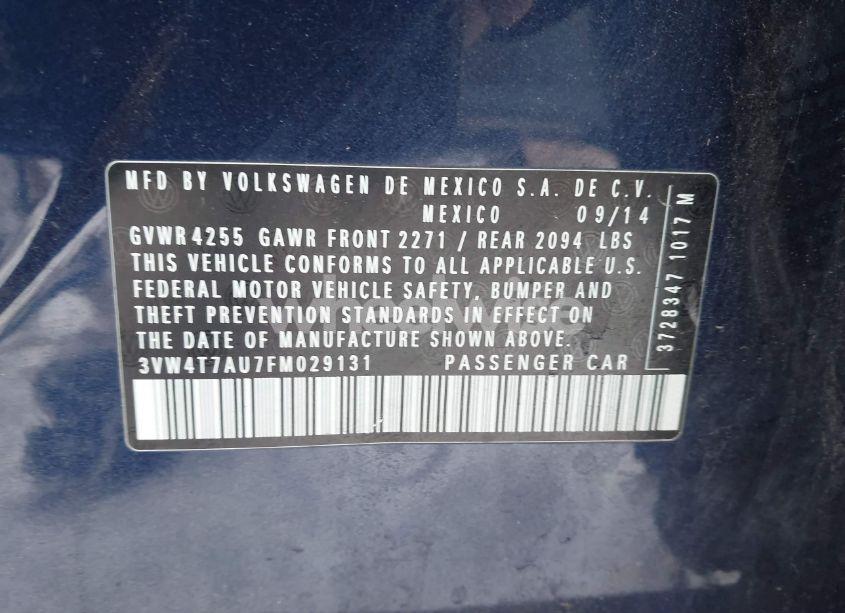 MFD BY VOLKSWAGEN DE MEXICO S.A. DE C.V.
MEXICO 09/14
GVWR 4255 GAWR FRONT 2271 / REAR 2094 LBS
THIS VEHICLE CONFORMS TO ALL APPLICABLE U.S.
FEDERAL MOTOR VEHICLE SAFETY, BUMPER AND
THEFT PREVENTION STANDARDS IN EFFECT ON
THE DATE OF MANUFACTURE SHOWN ABOVE.
3VW4T7AU7FM029131 PASSENGER CAR
3728347 1017 M